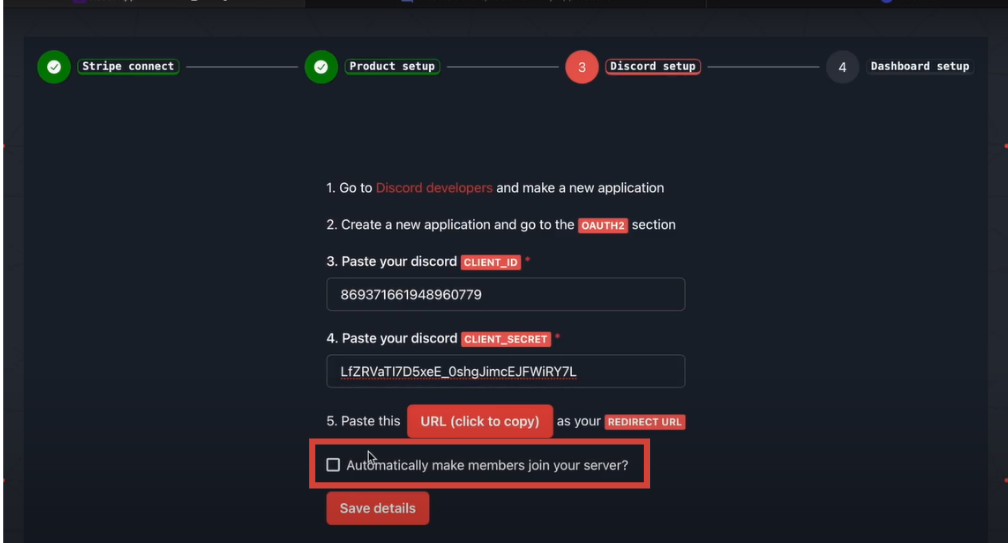 Stripe connect
Product setup
3 Discord setup
4 Dashboard setup
1. Go to Discord developers and make a new application
2. Create a new application and go to the OAUTH2 section
3. Paste your discord CLIENT_ID *
869371661948960779
4. Paste your discord CLIENT_SECRET *
LfZRVaTI7D5xeE_0shgJimcEJFWiRY7L
5. Paste this URL (click to copy) as your REDIRECT URL
Automatically make members join your server?
Save details